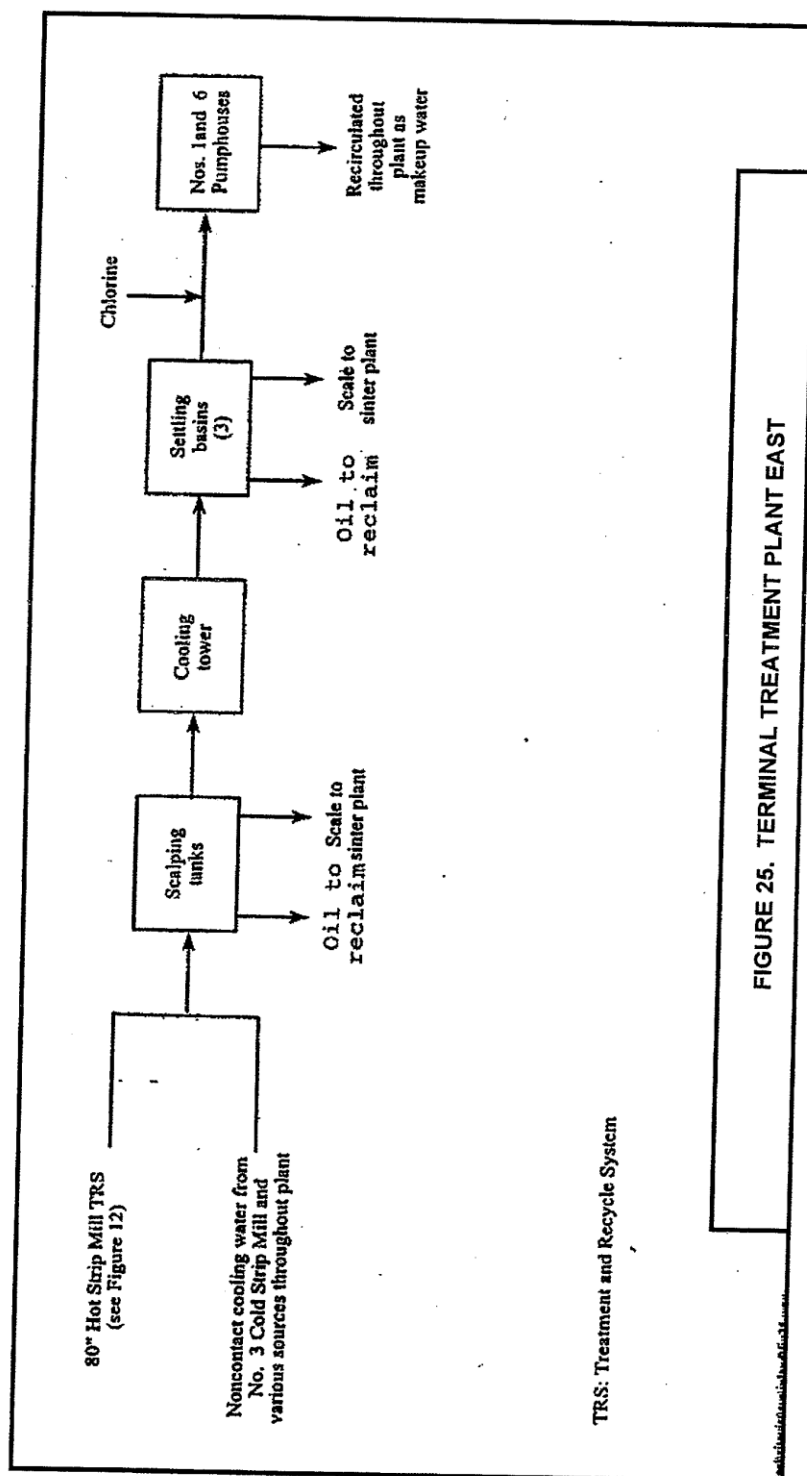 80" Hot Strip Mill TRS
(see Figure 12)
Noncontact cooling water from
No. 3 Cold Strip Mill and
various sources throughout plant
Scalping
tanks
Oil to
reclaim
Scale to
sinter plant
Cooling
tower
Settling
basins
(3)
Oil to
reclaim
Scale to
sinter plant
Chlorine
Nos. 1and 6
Pumphouses
Recirculated
throughout
plant as
makeup water
TRS: Treatment and Recycle System
FIGURE 25. TERMINAL TREATMENT PLANT EAST